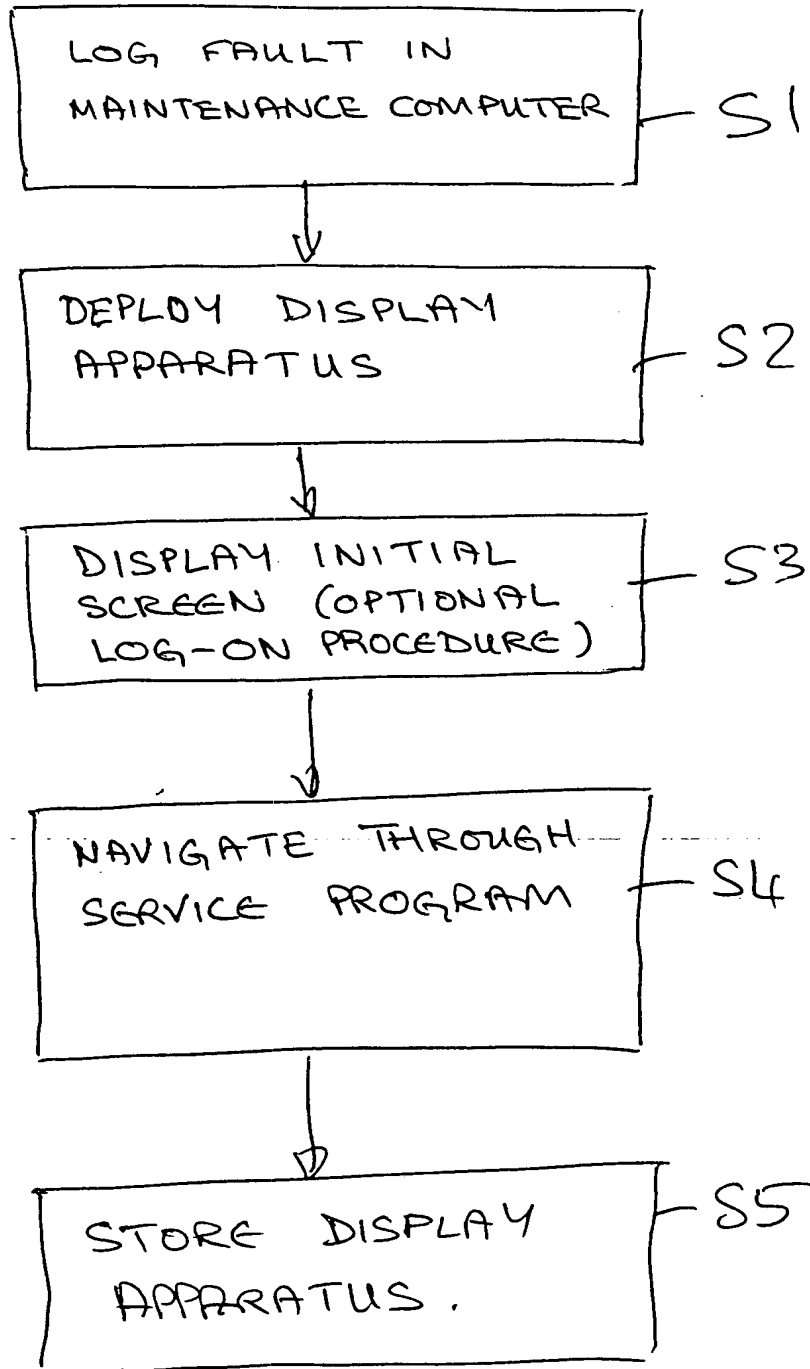 LOG FAULT IN
MAINTENANCE COMPUTER
S1
DEPLOY DISPLAY
APPARATUS
S2
DISPLAY INITIAL
SCREEN (OPTIONAL
LOG-ON PROCEDURE)
S3
NAVIGATE THROUGH
SERVICE PROGRAM
S4
STORE DISPLAY
APPARATUS.
S5